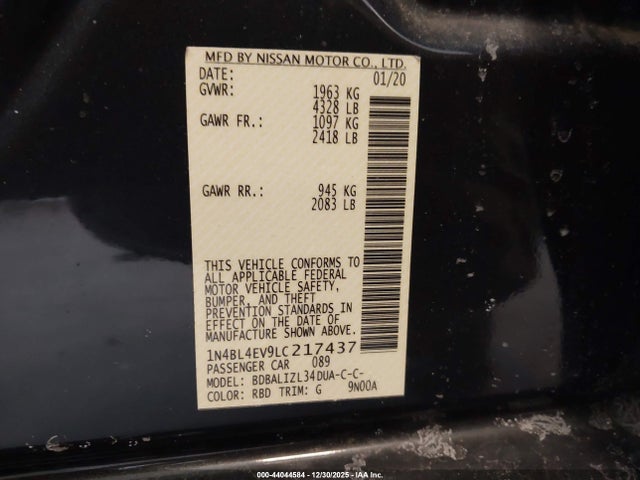 MFD BY NISSAN MOTOR CO., LTD.
DATE: 01/20
GVWR: 1963 KG
4328 LB
GAWR FR.: 1097 KG
2418 LB
GAWR RR.: 945 KG
2083 LB
THIS VEHICLE CONFORMS TO
ALL APPLICABLE FEDERAL
MOTOR VEHICLE SAFETY,
BUMPER, AND THEFT
PREVENTION STANDARDS IN
EFFECT ON THE DATE OF
MANUFACTURE SHOWN ABOVE.
1N4BL4EV9LC217437
PASSENGER CAR 089
MODEL: BDBALIZL34DUA-C-C-
COLOR: RBD TRIM: G 9N00A
000-44044584 - 12/30/2025 - IAA Inc.